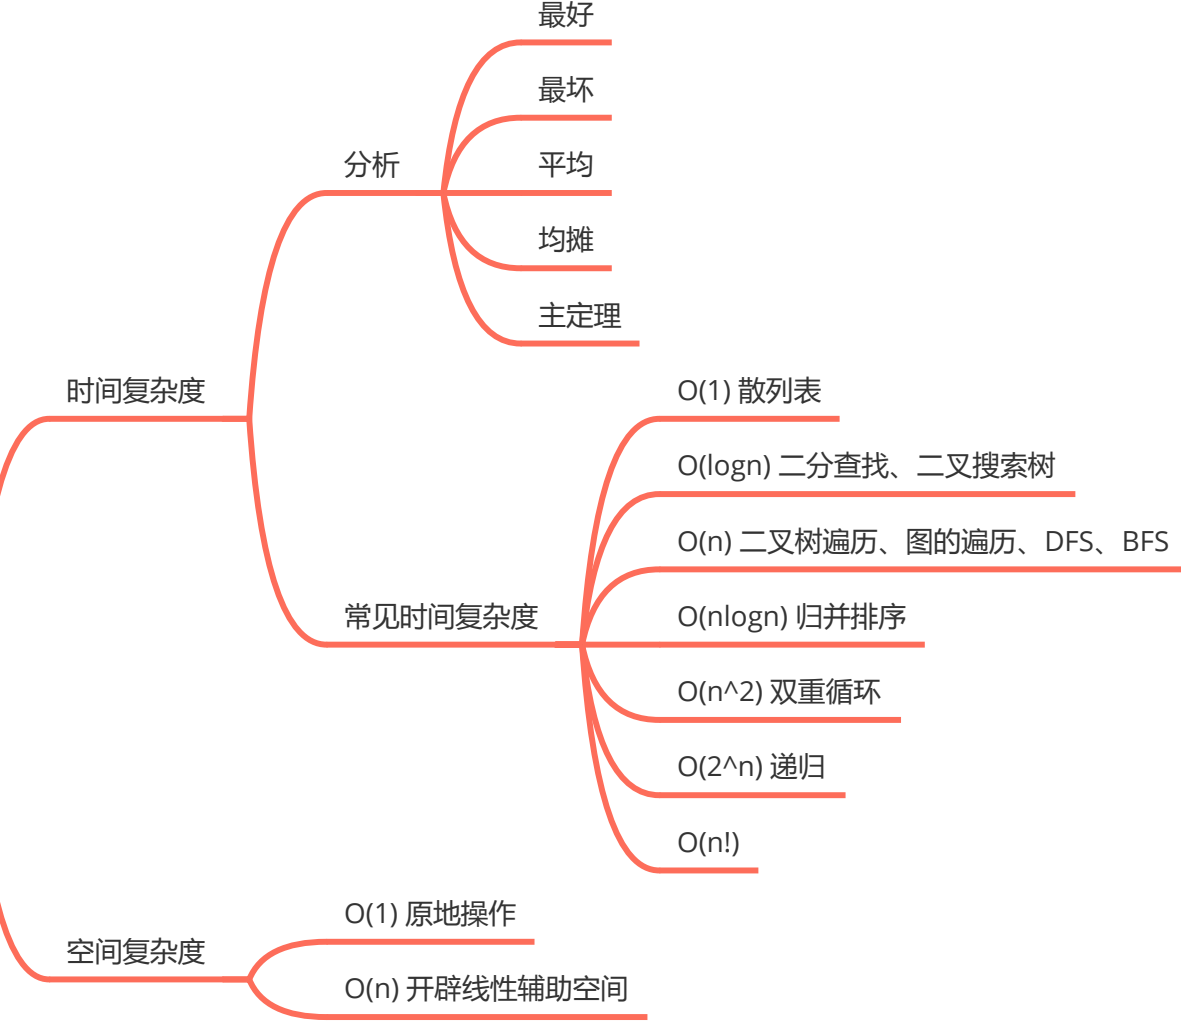 最好
最坏
分析
平均
均摊
主定理
时间复杂度
O(1) 散列表
O(logn) 二分查找、二叉搜索树
O(n) 二叉树遍历、图的遍历、DFS、BFS
常见时间复杂度
O(nlogn) 归并排序
O(n^2) 双重循环
O(2^n) 递归
O(n!)
O(1) 原地操作
空间复杂度
O(n) 开辟线性辅助空间